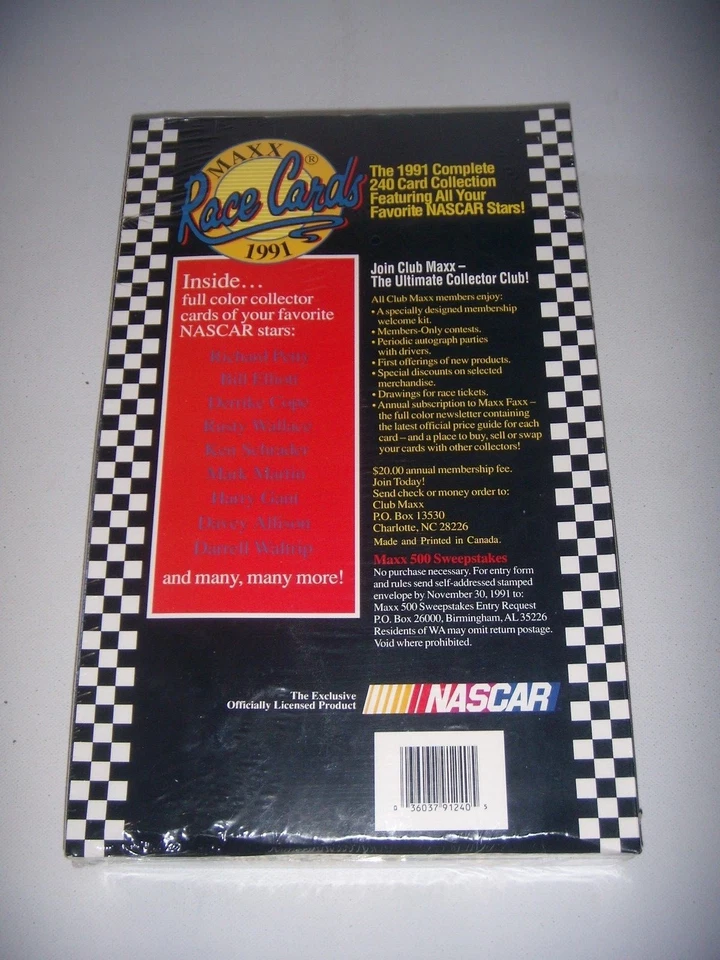 MAXX ®
Race Cards
1991
The 1991 Complete
240 Card Collection
Featuring All Your
Favorite NASCAR Stars!
Inside…
full color collector
cards of your favorite
NASCAR stars:
Richard Petty
Bill Elliott
Derrike Cope
Rusty Wallace
Ken Schrader
Mark Martin
Harry Gant
Davey Allison
Darrell Waltrip
and many, many more!
Join Club Maxx –
The Ultimate Collector Club!
All Club Maxx members enjoy:
• A specially designed membership
welcome kit.
• Members-Only contests.
• Periodic autograph parties
with drivers.
• First offerings of new products.
• Special discounts on selected
merchandise.
• Drawings for race tickets.
• Annual subscription to Maxx Faxx –
the full color newsletter containing
the latest official price guide for each
card – and a place to buy, sell or swap
your cards with other collectors!
$20.00 annual membership fee.
Join Today!
Send check or money order to:
Club Maxx
P.O. Box 13530
Charlotte, NC 28226
Made and Printed in Canada.
Maxx 500 Sweepstakes
No purchase necessary. For entry form
and rules send self-addressed stamped
envelope by November 30, 1991 to:
Maxx 500 Sweepstakes Entry Request
P.O. Box 26000, Birmingham, AL 35226
Residents of WA may omit return postage.
Void where prohibited.
The Exclusive
Officially Licensed Product
NASCAR
0 36037 91240 5